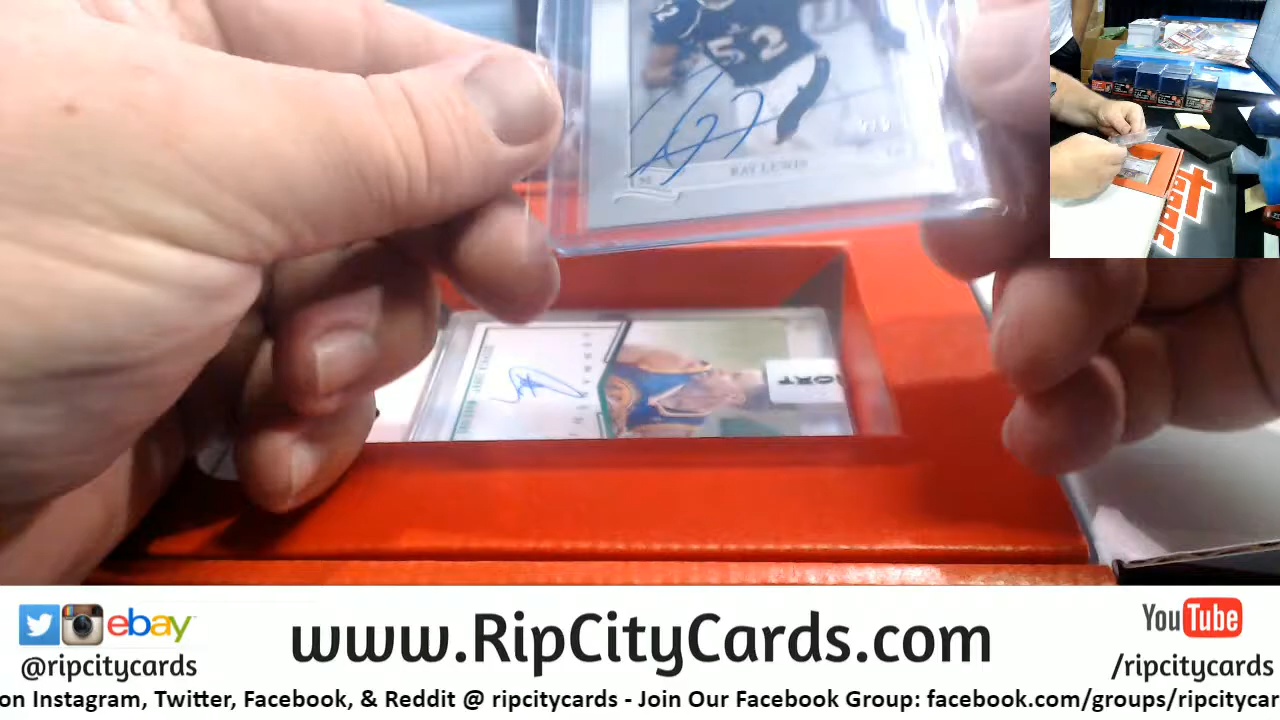 52
RAY LEWIS
Topps
ebay
@ripcitycards
www.RipCityCards.com
YouTube
/ripcitycards
on Instagram, Twitter, Facebook, & Reddit @ ripcitycards - Join Our Facebook Group: facebook.com/groups/ripcitycar